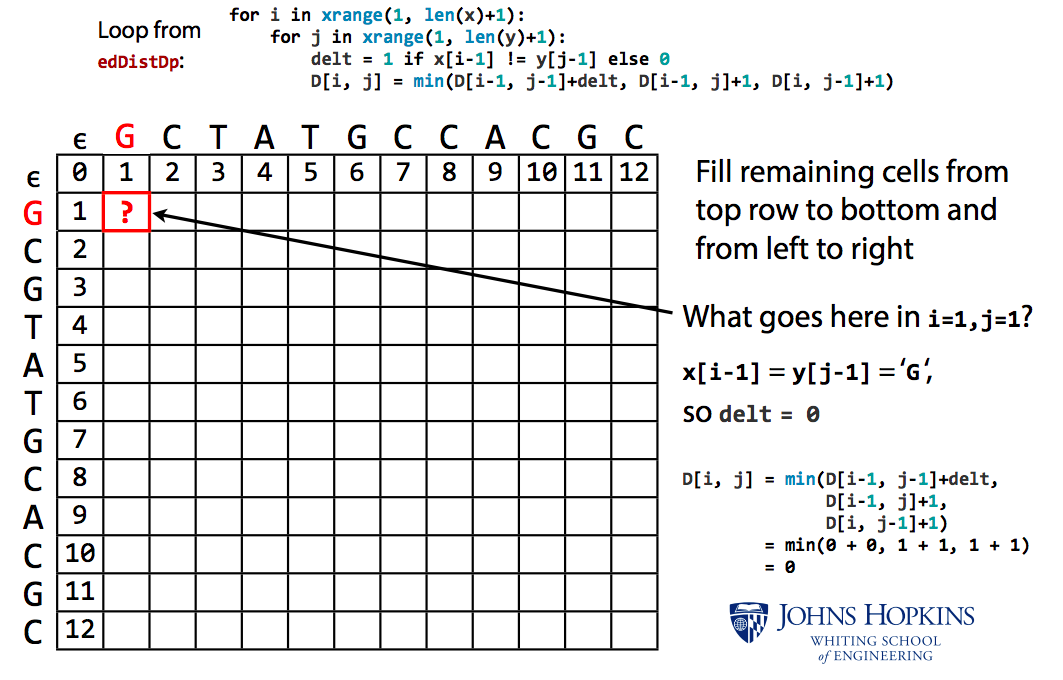 Loop from
edDistDp:
for i in xrange(1, len(x)+1):
for j in xrange(1, len(y)+1):
delt = 1 if x[i-1] != y[j-1] else 0
D[i, j] = min(D[i-1, j-1]+delt, D[i-1, j]+1, D[i, j-1]+1)
ϵ G C T A T G C C A C G C
ϵ 0 1 2 3 4 5 6 7 8 9 10 11 12
G 1 ?
C 2
G 3
T 4
A 5
T 6
G 7
C 8
A 9
C 10
G 11
C 12
Fill remaining cells from
top row to bottom and
from left to right
What goes here in i=1,j=1?
x[i-1] = y[j-1] = ‘G‘,
so delt = 0
D[i, j] = min(D[i-1, j-1]+delt,
D[i-1, j]+1,
D[i, j-1]+1)
= min(0 + 0, 1 + 1, 1 + 1)
= 0
JOHNS HOPKINS
WHITING SCHOOL
of ENGINEERING